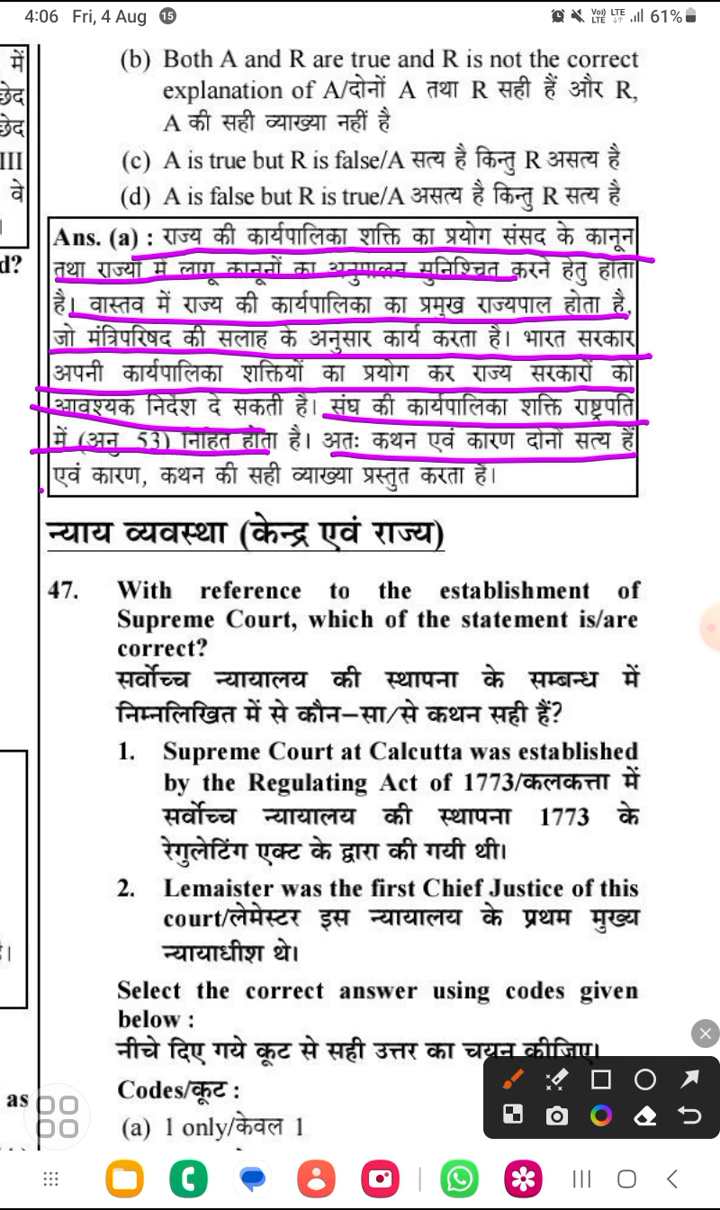 4:06 Fri, 4 Aug 15
Vo) LTE LTE 61%
में
छेद
छेद
III
वे
d?
as
(b) Both A and R are true and R is not the correct
explanation of A/दोनों A तथा R सही हैं और R,
A की सही व्याख्या नहीं है
(c) A is true but R is false/A सत्य है किन्तु R असत्य है
(d) A is false but R is true/A असत्य है किन्तु R सत्य है
Ans. (a) : राज्य की कार्यपालिका शक्ति का प्रयोग संसद के कानून
तथा राज्यों में लागू कानूनों का अनुपालन सुनिश्चित करने हेतु होता
है। वास्तव में राज्य की कार्यपालिका का प्रमुख राज्यपाल होता है,
जो मंत्रिपरिषद की सलाह के अनुसार कार्य करता है। भारत सरकार
अपनी कार्यपालिका शक्तियों का प्रयोग कर राज्य सरकारों को
आवश्यक निर्देश दे सकती है। संघ की कार्यपालिका शक्ति राष्ट्रपति
में (अनु. 53) निहित होता है। अतः कथन एवं कारण दोनों सत्य हैं
एवं कारण, कथन की सही व्याख्या प्रस्तुत करता है।
न्याय व्यवस्था (केन्द्र एवं राज्य)
47. With reference to the establishment of
Supreme Court, which of the statement is/are
correct?
सर्वोच्च न्यायालय की स्थापना के सम्बन्ध में
निम्नलिखित में से कौन-सा/से कथन सही हैं?
1. Supreme Court at Calcutta was established
by the Regulating Act of 1773/कलकत्ता में
सर्वोच्च न्यायालय की स्थापना 1773 के
रेगुलेटिंग एक्ट के द्वारा की गयी थी।
2. Lemaister was the first Chief Justice of this
court/लेमेस्टर इस न्यायालय के प्रथम मुख्य
न्यायाधीश थे।
Select the correct answer using codes given
below :
नीचे दिए गये कूट से सही उत्तर का चयन कीजिए।
Codes/कूट :
(a) 1 only/केवल 1